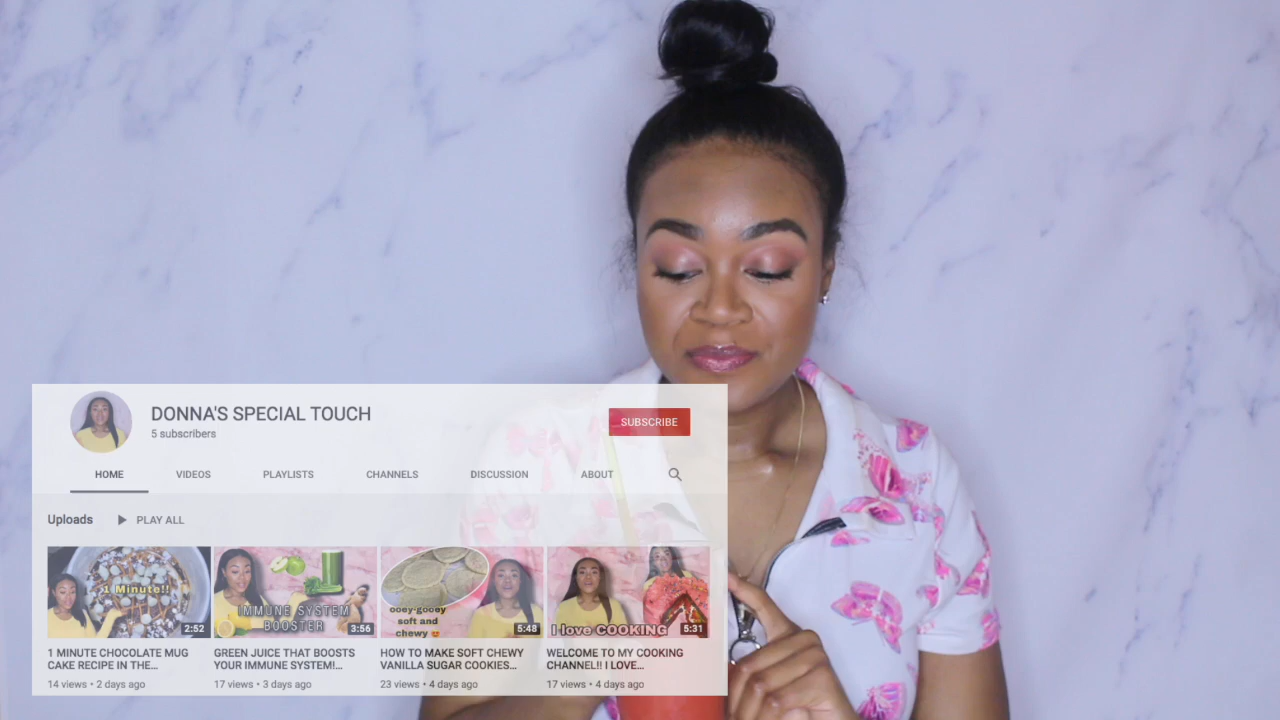 DONNA'S SPECIAL TOUCH
5 subscribers
SUBSCRIBE
HOME VIDEOS PLAYLISTS CHANNELS DISCUSSION ABOUT
Uploads PLAY ALL
1 Minute!!
2:52
IMMUNE SYSTEM
BOOSTER
3:56
ooey-gooey
soft and
chewy
5:48
I love COOKING
5:31
1 MINUTE CHOCOLATE MUG
CAKE RECIPE IN THE...
14 views • 2 days ago
GREEN JUICE THAT BOOSTS
YOUR IMMUNE SYSTEM!...
17 views • 3 days ago
HOW TO MAKE SOFT CHEWY
VANILLA SUGAR COOKIES...
23 views • 4 days ago
WELCOME TO MY COOKING
CHANNEL!! I LOVE...
17 views • 4 days ago